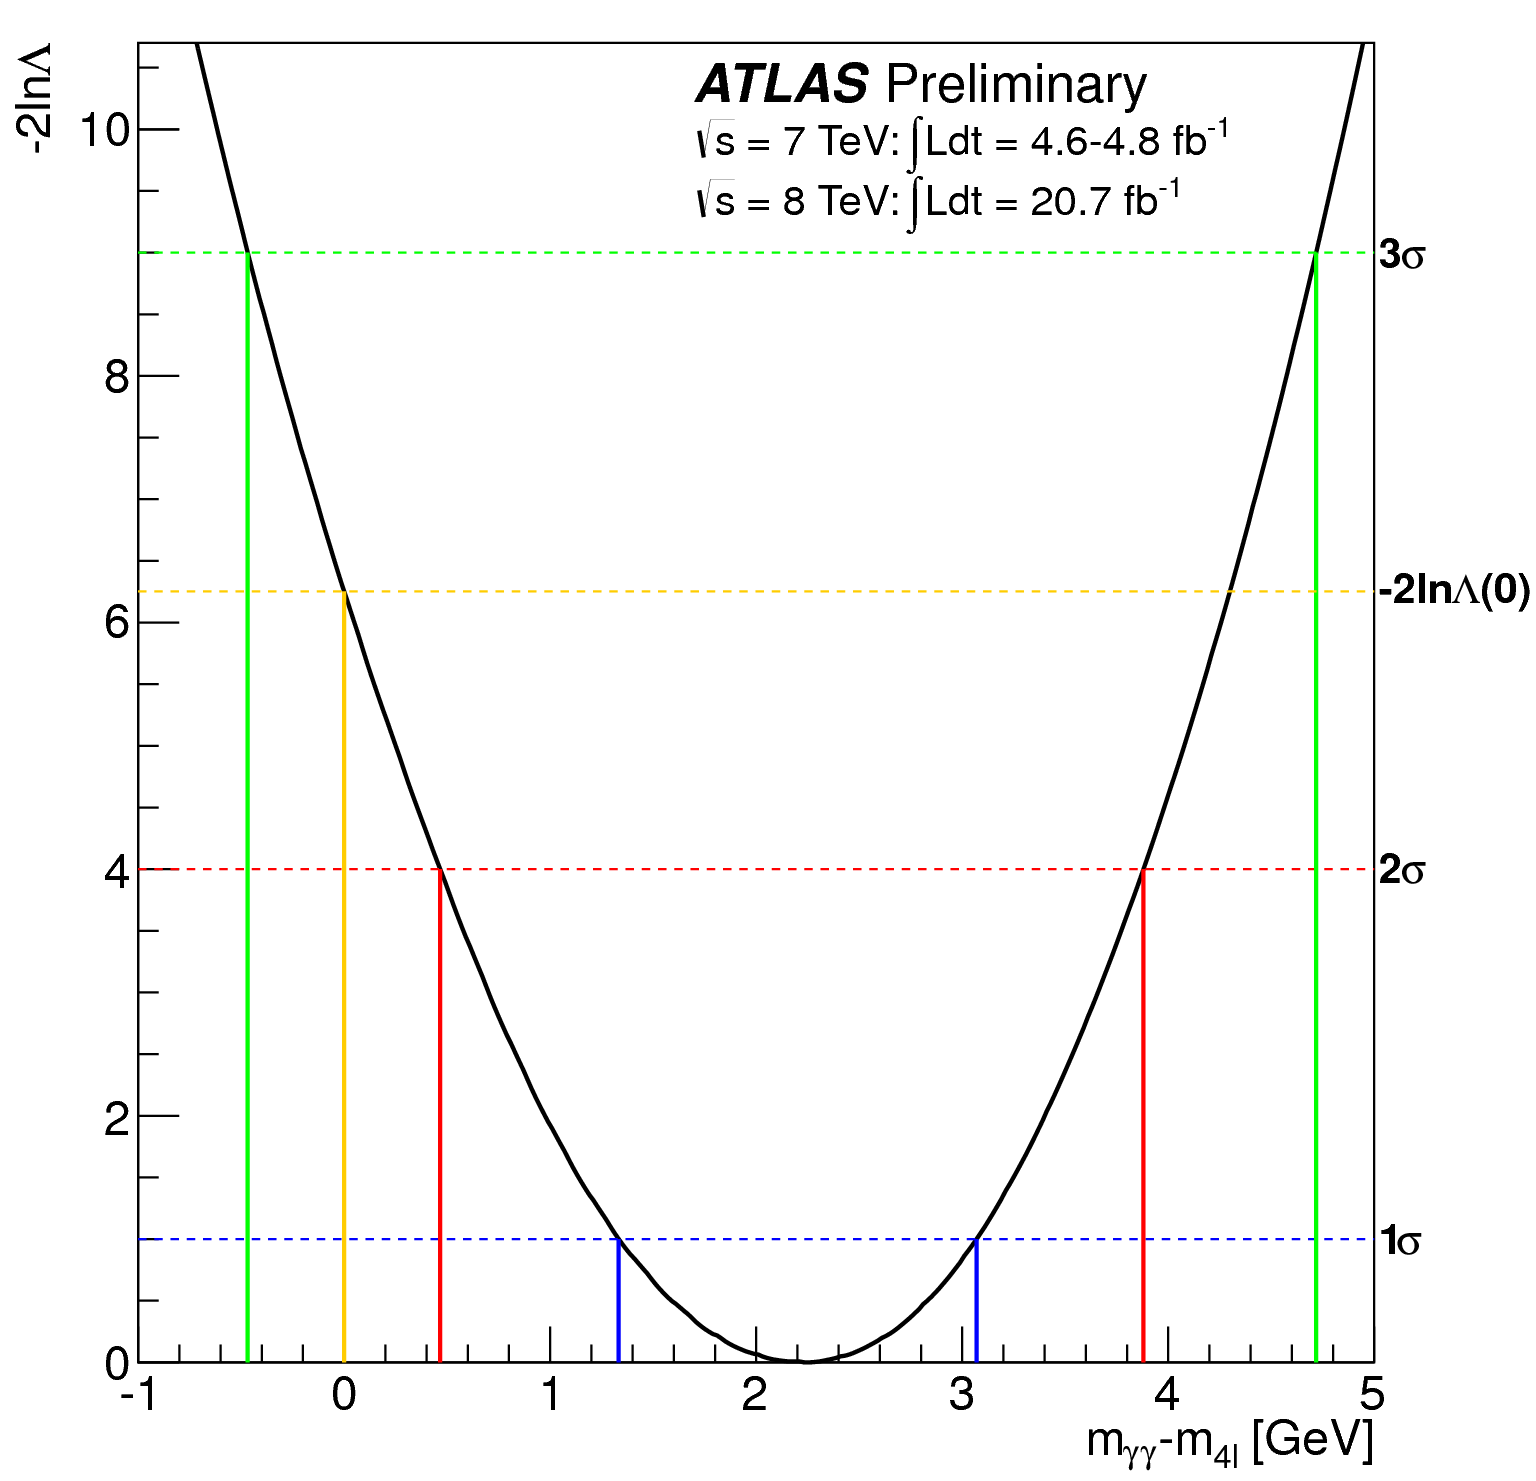 -2lnΛ
ATLAS Preliminary
√s = 7 TeV: ∫Ldt = 4.6-4.8 fb⁻¹
√s = 8 TeV: ∫Ldt = 20.7 fb⁻¹
10
8
6
4
2
0
3σ
-2lnΛ(0)
2σ
1σ
-1 0 1 2 3 4 5
m_γγ-m_4l [GeV]